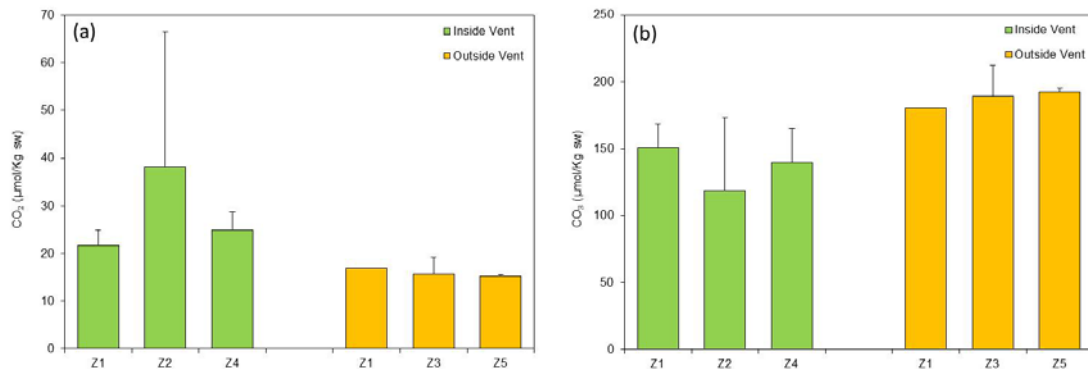 (a)
Inside Vent
Outside Vent
CO₂ (µmol/Kg sw)
70
60
50
40
30
20
10
0
Z1 Z2 Z4 Z1 Z3 Z5
(b)
Inside Vent
Outside Vent
CO₃ (µmol/Kg sw)
250
200
150
100
50
0
Z1 Z2 Z4 Z1 Z3 Z5